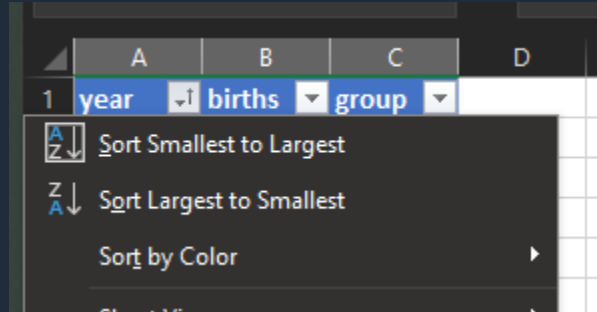 A B C D
1 year births group
Sort Smallest to Largest
Sort Largest to Smallest
Sort by Color